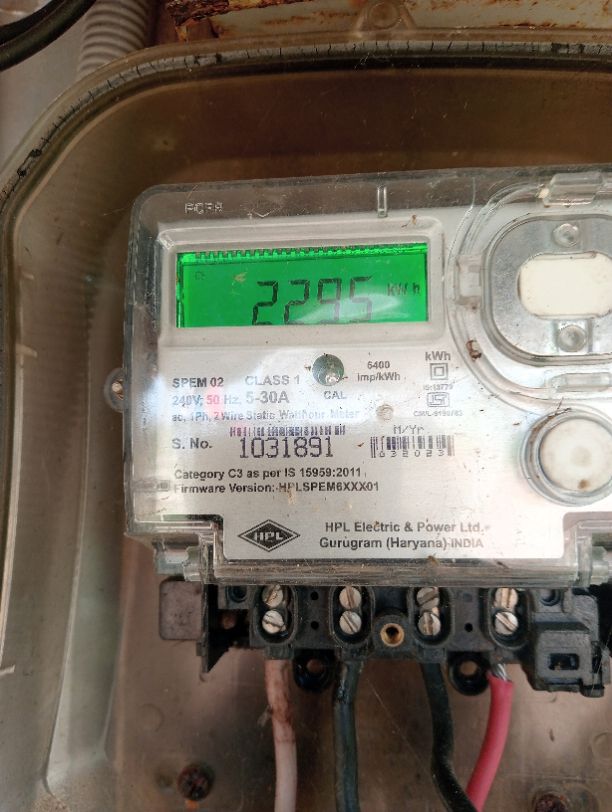 2295 kWh
6400
imp/kWh
kWh
SPEM 02 CLASS 1
IS:13779
240V, 50 Hz, 5-30A CAL
ac, 1Ph, 2 Wire Static Watthour Meter
M/Yr
S. No. 1031891
Category C3 as per IS 15959:2011
Firmware Version:-HPLSPEM6XXX01
HPL
HPL Electric & Power Ltd.
Gurugram (Haryana)-INDIA